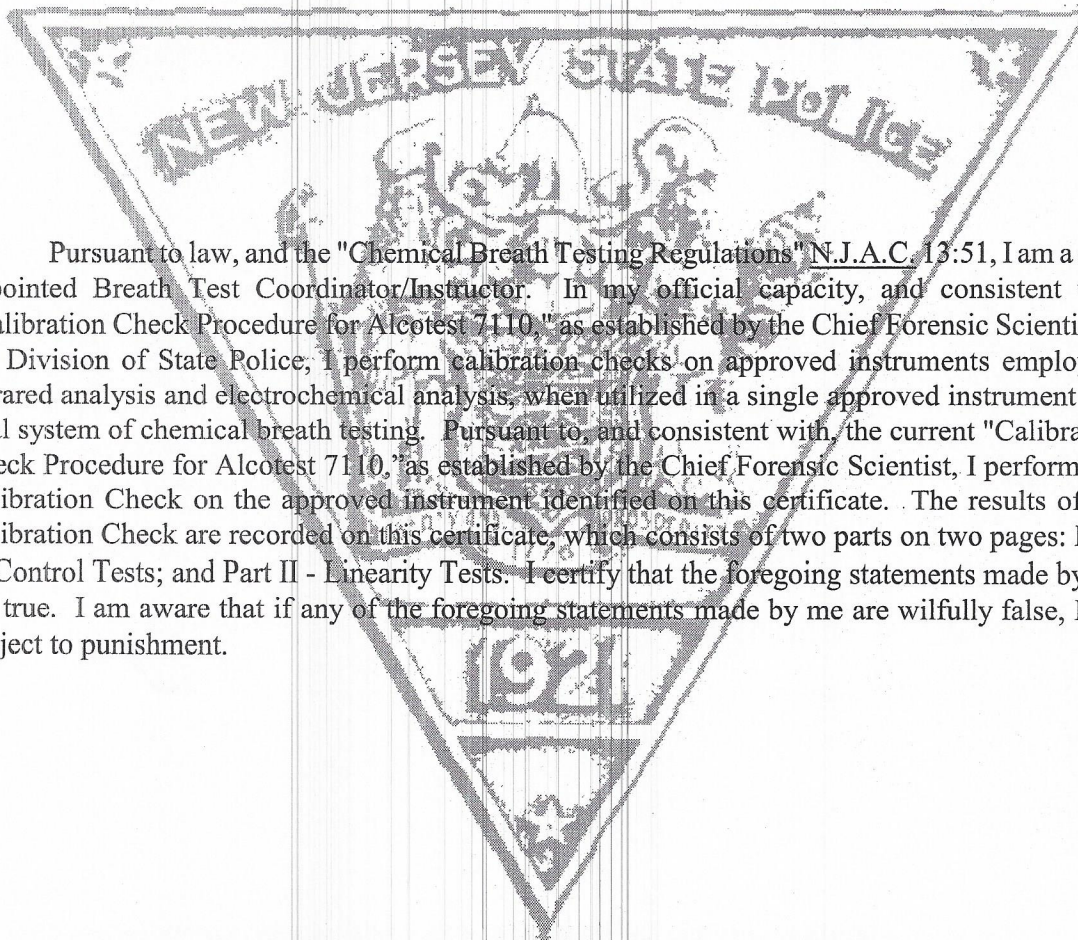 NEW JERSEY STATE POLICE
Pursuant to law, and the "Chemical Breath Testing Regulations" N.J.A.C. 13:51, I am a
ointed Breath Test Coordinator/Instructor. In my official capacity, and consistent
libration Check Procedure for Alcotest 7110," as established by the Chief Forensic Scienti
Division of State Police, I perform calibration checks on approved instruments emplo
rared analysis and electrochemical analysis, when utilized in a single approved instrument
l system of chemical breath testing. Pursuant to, and consistent with, the current "Calibra
eck Procedure for Alcotest 7110,” as established by the Chief Forensic Scientist, I perform
ibration Check on the approved instrument identified on this certificate. The results of
ibration Check are recorded on this certificate, which consists of two parts on two pages:
Control Tests; and Part II - Linearity Tests. I certify that the foregoing statements made by
true. I am aware that if any of the foregoing statements made by me are wilfully false, I
ject to punishment.
1921